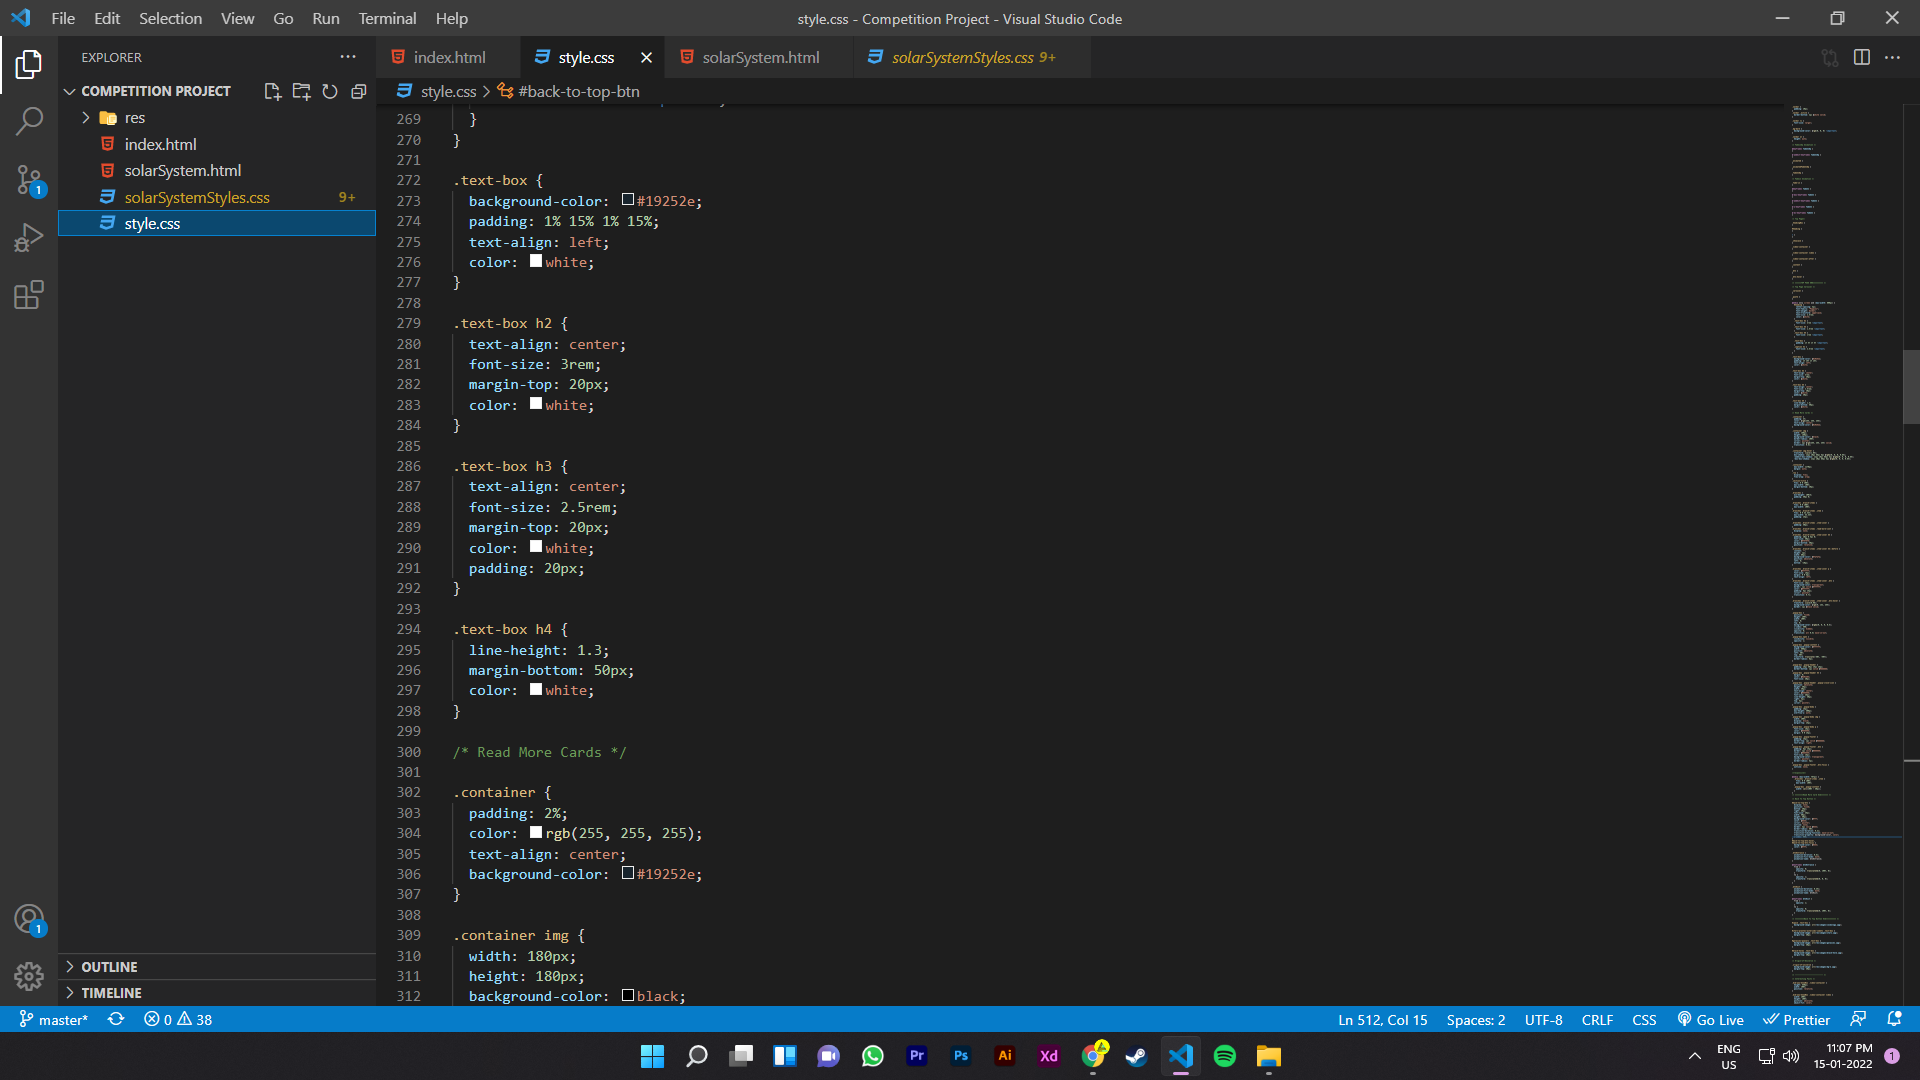 File Edit Selection View Go Run Terminal Help
style.css - Competition Project - Visual Studio Code
EXPLORER
index.html
style.css
solarSystem.html
solarSystemStyles.css 9+
COMPETITION PROJECT
style.css > #back-to-top-btn
res
index.html
solarSystem.html
solarSystemStyles.css 9+
style.css
1
269 }
270 }
271
272 .text-box {
273 background-color: #19252e;
274 padding: 1% 15% 1% 15%;
275 text-align: left;
276 color: white;
277 }
278
279 .text-box h2 {
280 text-align: center;
281 font-size: 3rem;
282 margin-top: 20px;
283 color: white;
284 }
285
286 .text-box h3 {
287 text-align: center;
288 font-size: 2.5rem;
289 margin-top: 20px;
290 color: white;
291 padding: 20px;
292 }
293
294 .text-box h4 {
295 line-height: 1.3;
296 margin-bottom: 50px;
297 color: white;
298 }
299
300 /* Read More Cards */
301
302 .container {
303 padding: 2%;
304 color: rgb(255, 255, 255);
305 text-align: center;
306 background-color: #19252e;
307 }
308
309 .container img {
310 width: 180px;
311 height: 180px;
312 background-color: black;
1
OUTLINE
TIMELINE
master* 0 38
Ln 512, Col 15 Spaces: 2 UTF-8 CRLF CSS Go Live Prettier
Pr Ps Ai Xd
ENG
US
11:07 PM
15-01-2022
1